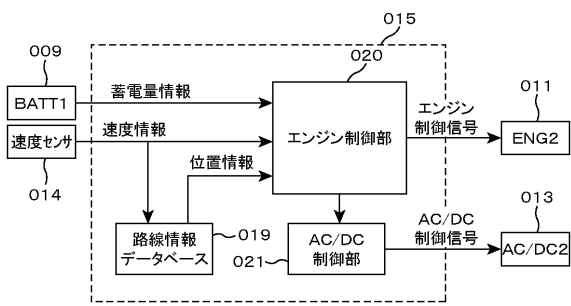 015
009
020
BATT1
蓄電量情報
エンジン
制御信号
011
ENG2
速度センサ
速度情報
エンジン制御部
014
位置情報
路線情報
データベース
019
021
AC/DC
制御部
AC/DC
制御信号
013
AC/DC2